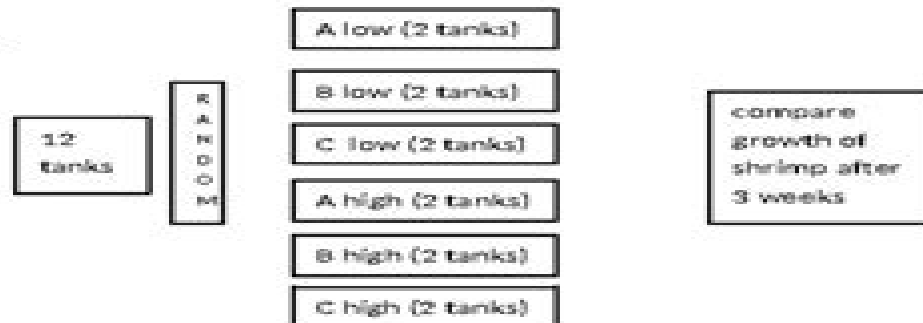 12
tanks
RANDOM
A low (2 tanks)
B low (2 tanks)
C low (2 tanks)
A high (2 tanks)
B high (2 tanks)
C high (2 tanks)
compare
growth of
shrimp after
3 weeks